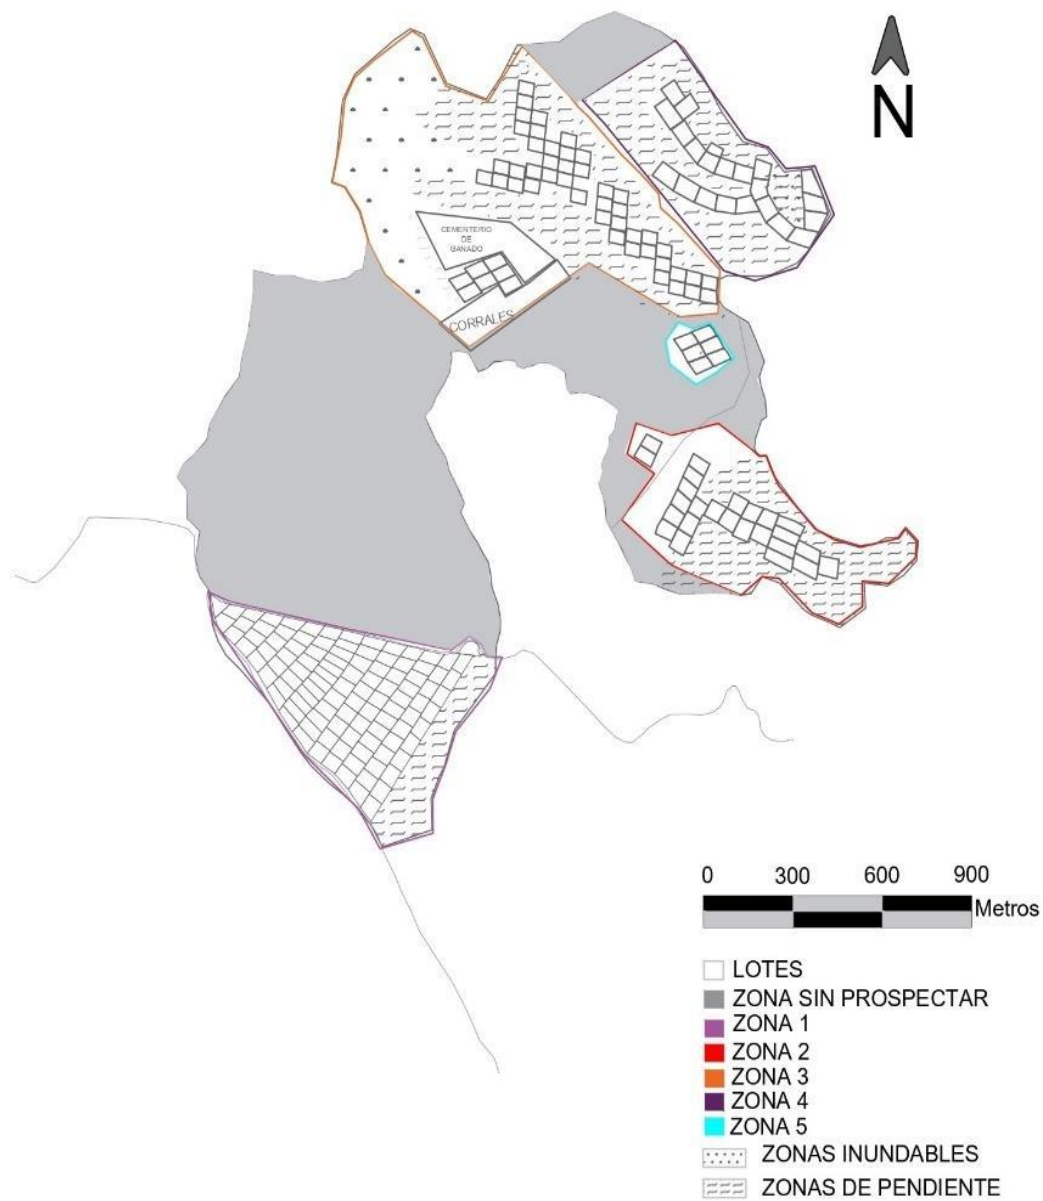 N
CEMENTERIO
DE
GANADO
CORRALES
0 300 600 900
Metros
LOTES
ZONA SIN PROSPECTAR
ZONA 1
ZONA 2
ZONA 3
ZONA 4
ZONA 5
ZONAS INUNDABLES
ZONAS DE PENDIENTE